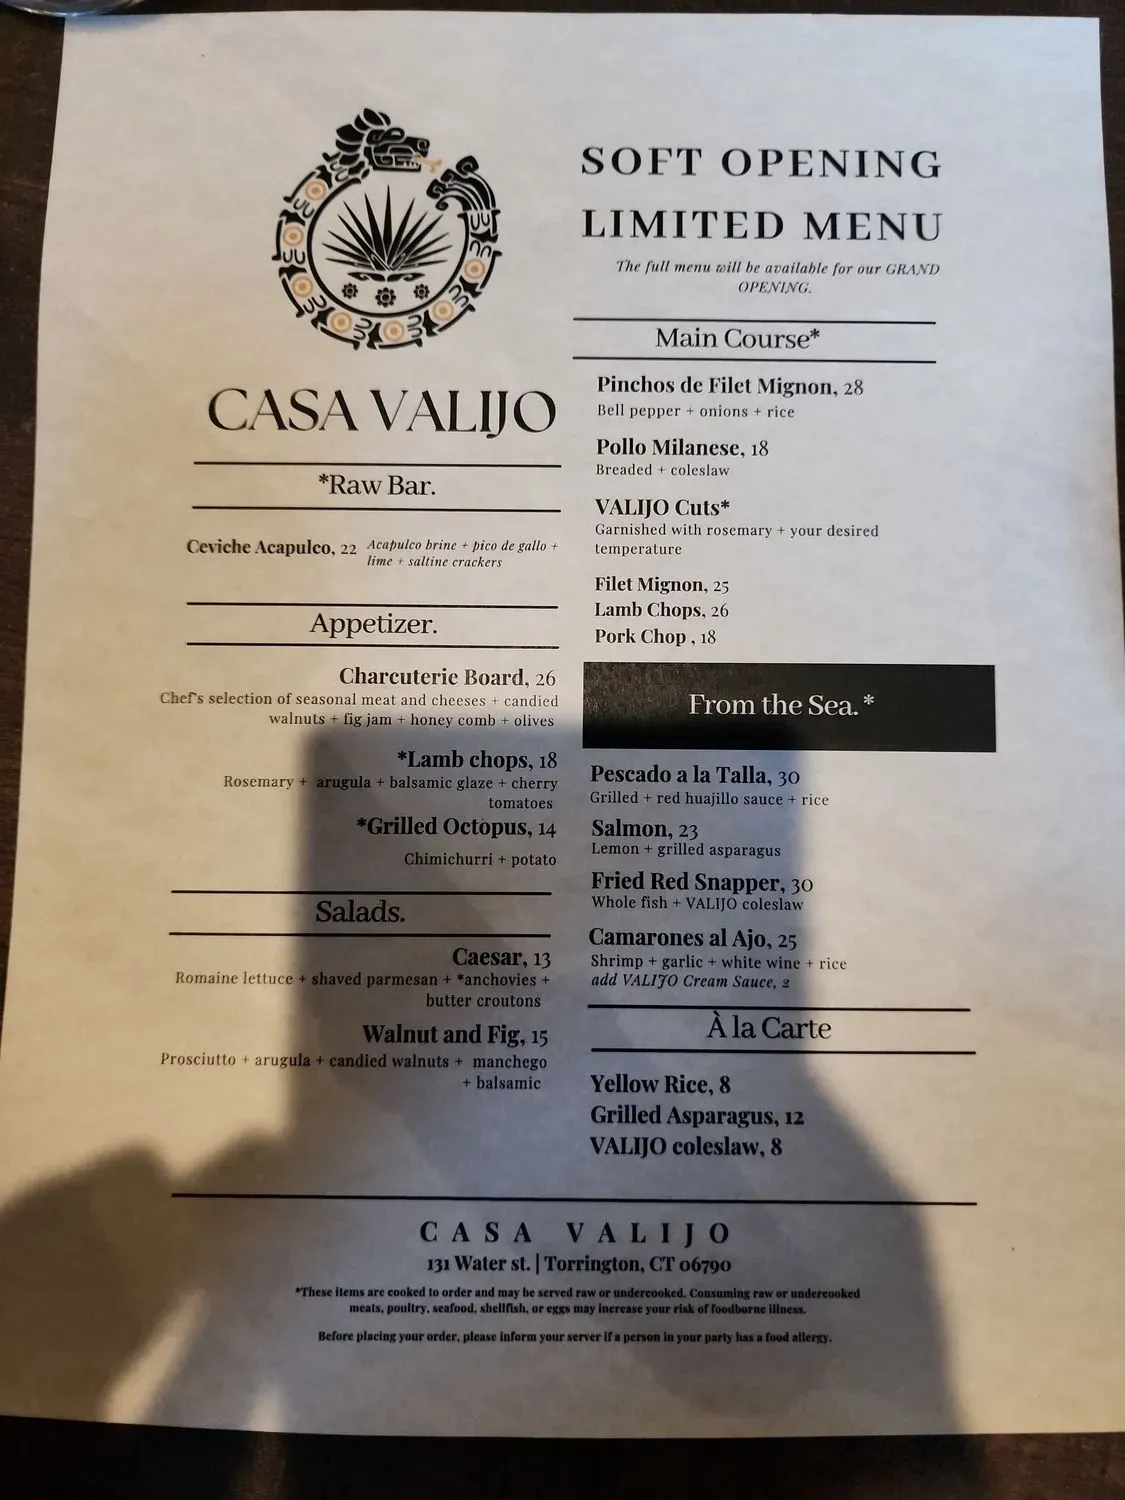 CASA VALIJO
*Raw Bar.
Ceviche Acapulco, 22 Acapulco brine + pico de gallo +
lime + saltine crackers
Appetizer.
Charcuterie Board, 26
Chef's selection of seasonal meat and cheeses + candied
walnuts + fig jam + honey comb + olives
*Lamb chops, 18
Rosemary + arugula + balsamic glaze + cherry
tomatoes
*Grilled Octopus, 14
Chimichurri + potato
Salads.
Caesar, 13
Romaine lettuce + shaved parmesan + *anchovies +
butter croutons
Walnut and Fig, 15
Prosciutto + arugula + candied walnuts + manchego
+ balsamic
SOFT OPENING
LIMITED MENU
The full menu will be available for our GRAND
OPENING.
Main Course*
Pinchos de Filet Mignon, 28
Bell pepper + onions + rice
Pollo Milanese, 18
Breaded + coleslaw
VALIJO Cuts*
Garnished with rosemary + your desired
temperature
Filet Mignon, 25
Lamb Chops, 26
Pork Chop , 18
From the Sea.*
Pescado a la Talla, 30
Grilled + red huajillo sauce + rice
Salmon, 23
Lemon + grilled asparagus
Fried Red Snapper, 30
Whole fish + VALIJO coleslaw
Camarones al Ajo, 25
Shrimp + garlic + white wine + rice
add VALIJO Cream Sauce, 2
À la Carte
Yellow Rice, 8
Grilled Asparagus, 12
VALIJO coleslaw, 8
CASA VALIJO
131 Water st. | Torrington, CT 06790
*These items are cooked to order and may be served raw or undercooked. Consuming raw or undercooked
meats, poultry, seafood, shellfish, or eggs may increase your risk of foodborne illness.
Before placing your order, please inform your server if a person in your party has a food allergy.